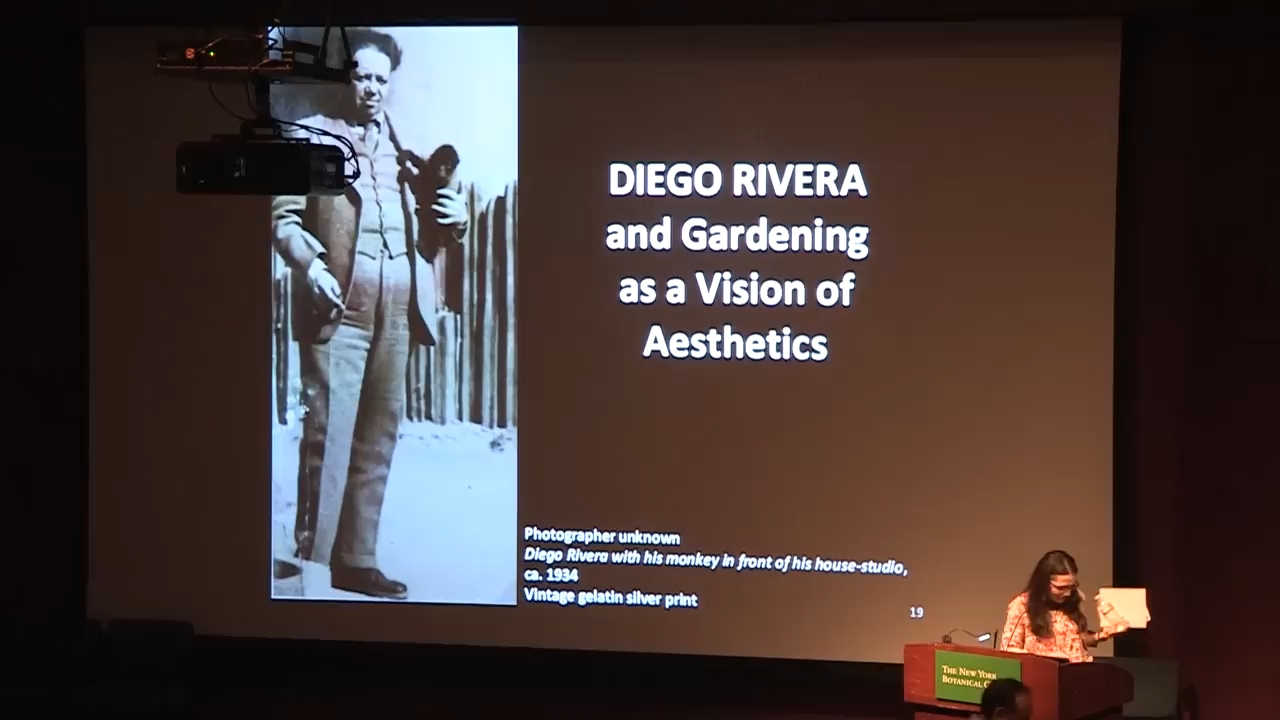 DIEGO RIVERA
and Gardening
as a Vision of
Aesthetics
Photographer unknown
Diego Rivera with his monkey in front of his house-studio,
ca. 1934
Vintage gelatin silver print
19
THE NEW YORK
BOTANICAL